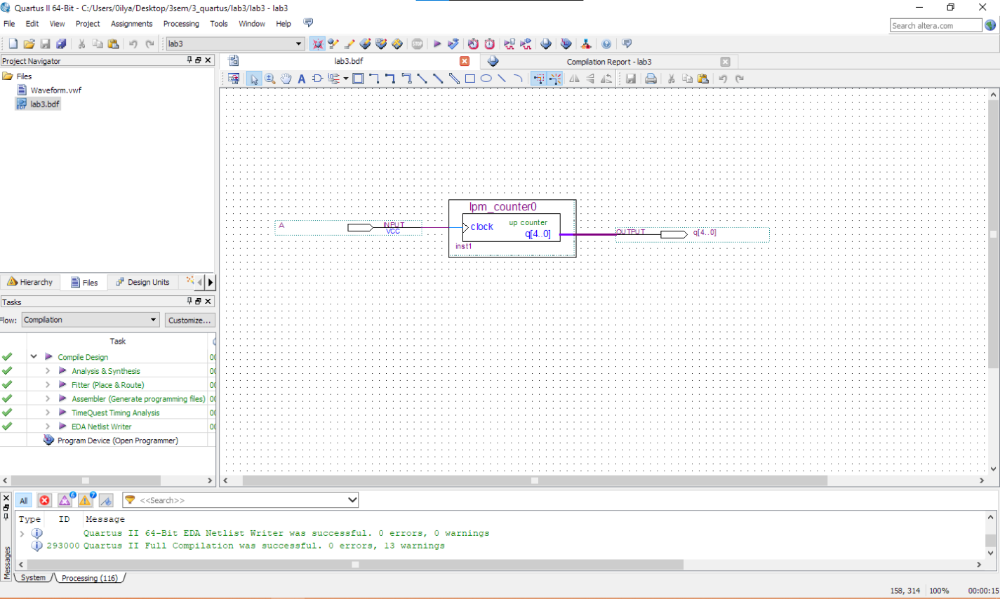 Quartus II 64-Bit - C:/Users/0ilya/Desktop/3sem/3_quartus/lab3/lab3 - lab3
File Edit View Project Assignments Processing Tools Window Help
Search altera.com
lab3
Project Navigator
lab3.bdf
Compilation Report - lab3
Files
Waveform.vwf
lab3.bdf
lpm_counter0
A
INPUT
VCC
clock
up counter
q[4..0]
inst1
OUTPUT
q[4..0]
Hierarchy Files Design Units
Tasks
Flow: Compilation Customize...
Task
Compile Design 00
Analysis & Synthesis 00
Fitter (Place & Route) 00
Assembler (Generate programming files) 00
TimeQuest Timing Analysis 00
EDA Netlist Writer 00
Program Device (Open Programmer)
All 6 7 <<Search>>
Type ID Message
Quartus II 64-Bit EDA Netlist Writer was successful. 0 errors, 0 warnings
293000 Quartus II Full Compilation was successful. 0 errors, 13 warnings
Messages
System Processing (116)
158, 314 100% 00:00:15